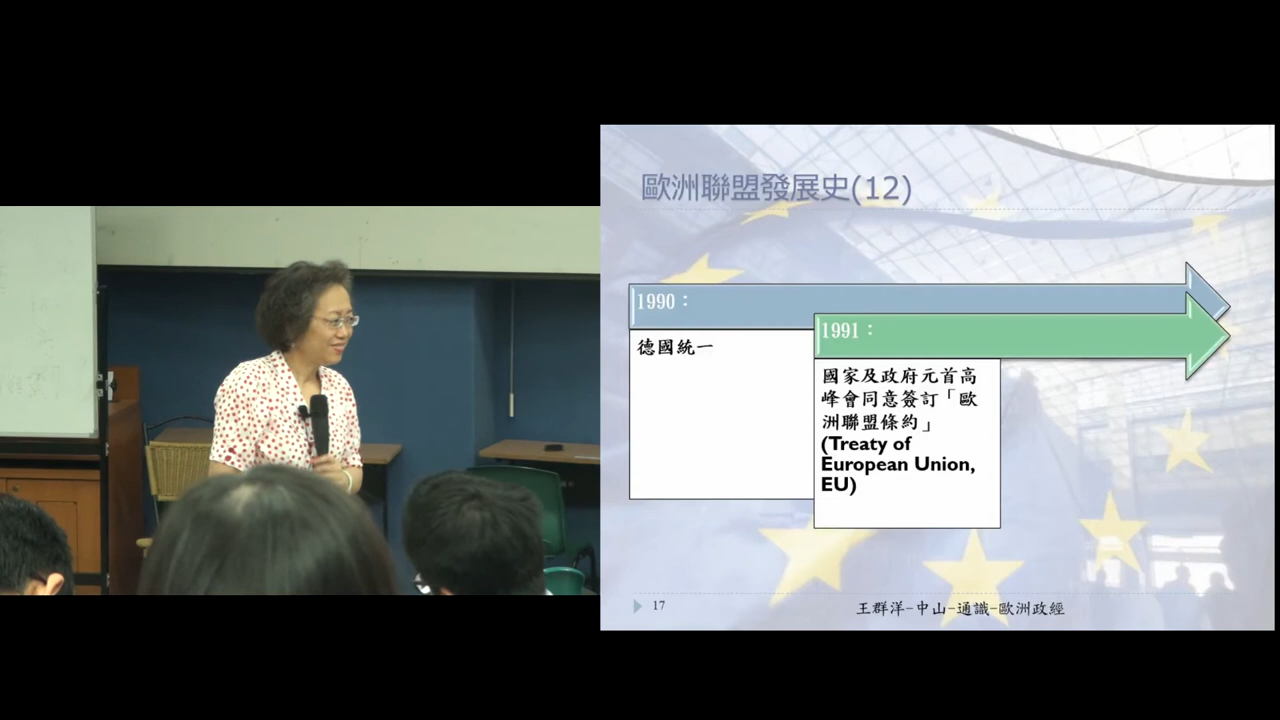 歐洲聯盟發展史(12)
1990：
德國統一
1991：
國家及政府元首高
峰會同意簽訂「歐
洲聯盟條約」
(Treaty of
European Union,
EU)
17
王群洋-中山-通識-歐洲政經